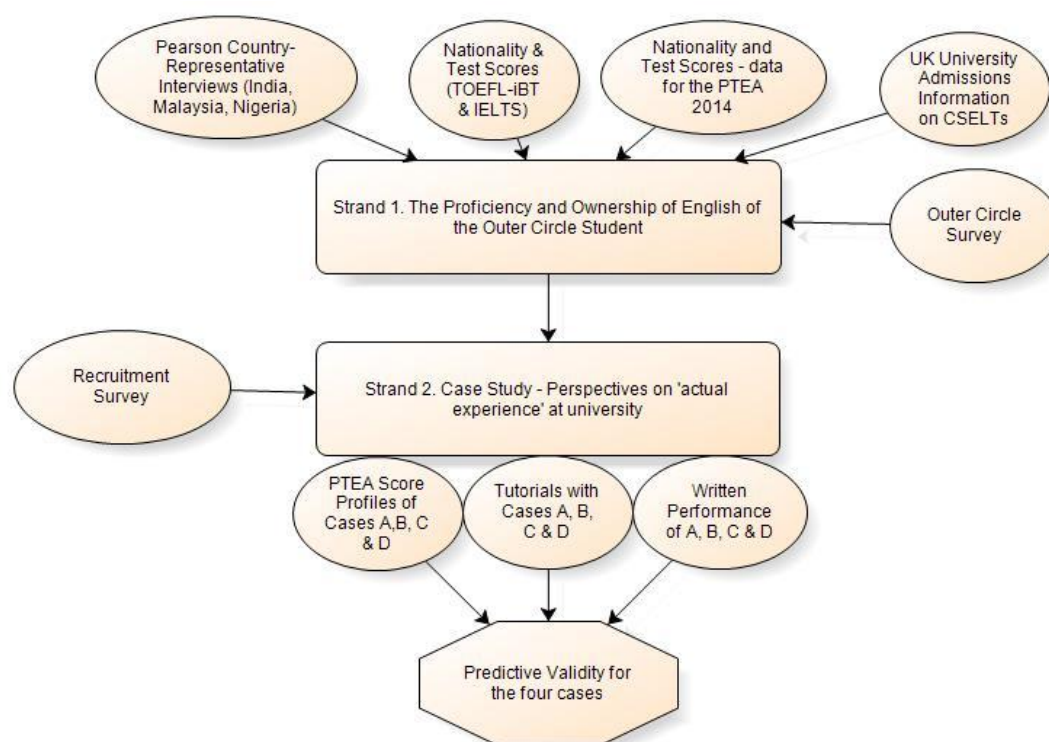 Pearson Country-
Representative
Interviews (India,
Malaysia, Nigeria)
Nationality &
Test Scores
(TOEFL-iBT
& IELTS)
Nationality and
Test Scores - data
for the PTEA
2014
UK University
Admissions
Information
on CSELTs
Strand 1. The Proficiency and Ownership of English of
the Outer Circle Student
Outer Circle
Survey
Recruitment
Survey
Strand 2. Case Study - Perspectives on 'actual
experience' at university
PTEA Score
Profiles of
Cases A,B, C
& D
Tutorials with
Cases A, B,
C & D
Written
Performance
of A, B, C & D
Predictive Validity for
the four cases